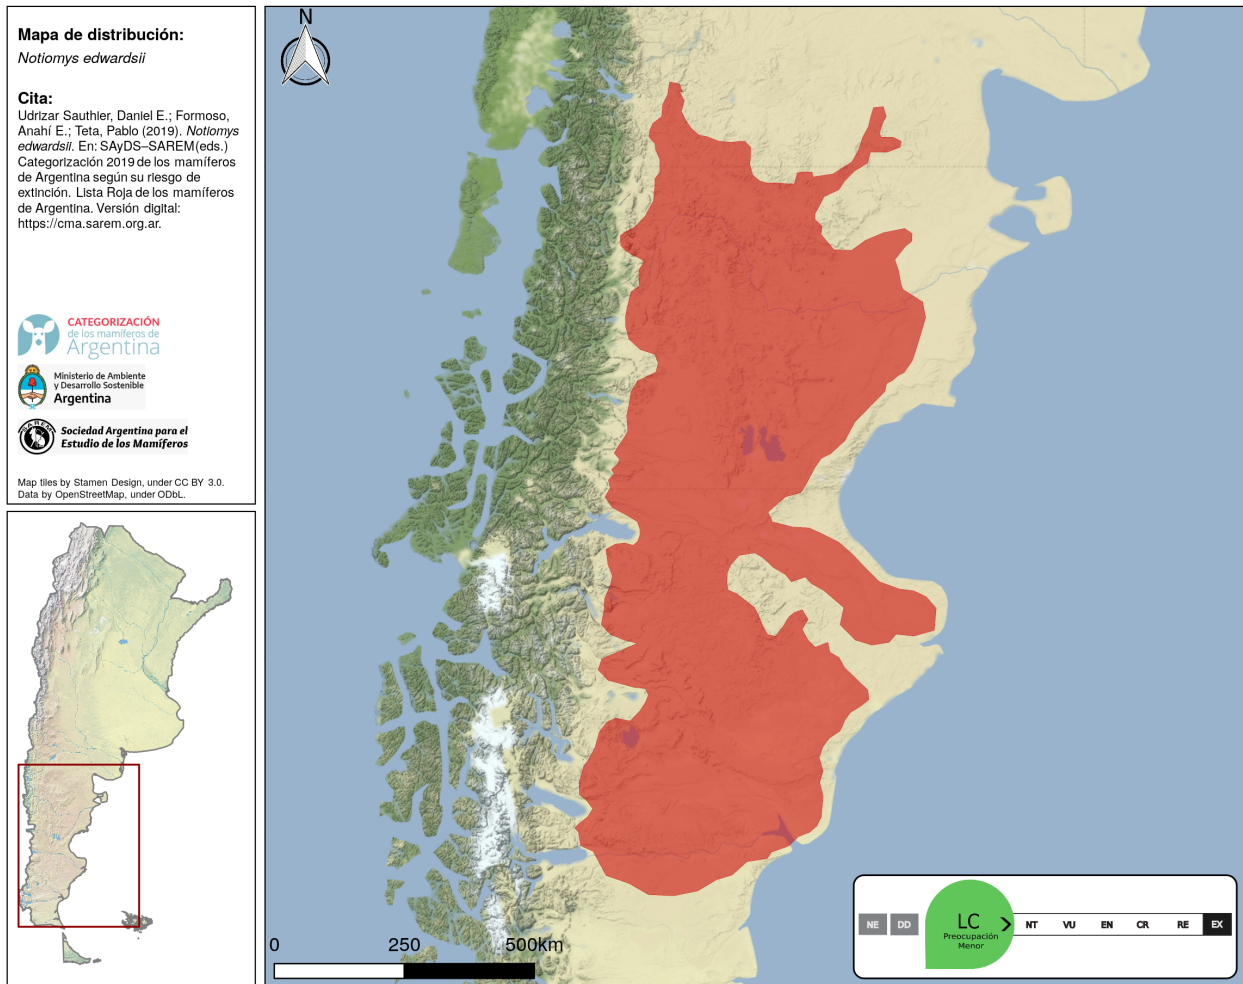 Mapa de distribución:
Notiomys edwardsii
Cita:
Udrizar Sauthier, Daniel E.; Formoso,
Anahí E.; Teta, Pablo (2019). Notiomys
edwardsii. En: SAyDS–SAREM(eds.)
Categorización 2019 de los mamíferos
de Argentina según su riesgo de
extinción. Lista Roja de los mamíferos
de Argentina. Versión digital:
https://cma.sarem.org.ar.
CATEGORIZACIÓN
de los mamíferos de
Argentina
Ministerio de Ambiente
y Desarrollo Sostenible
Argentina
SAREM
Sociedad Argentina para el
Estudio de los Mamíferos
Map tiles by Stamen Design, under CC BY 3.0.
Data by OpenStreetMap, under ODbL.
N
0 250 500km
NE DD LC NT VU EN CR RE EX
Preocupación
Menor